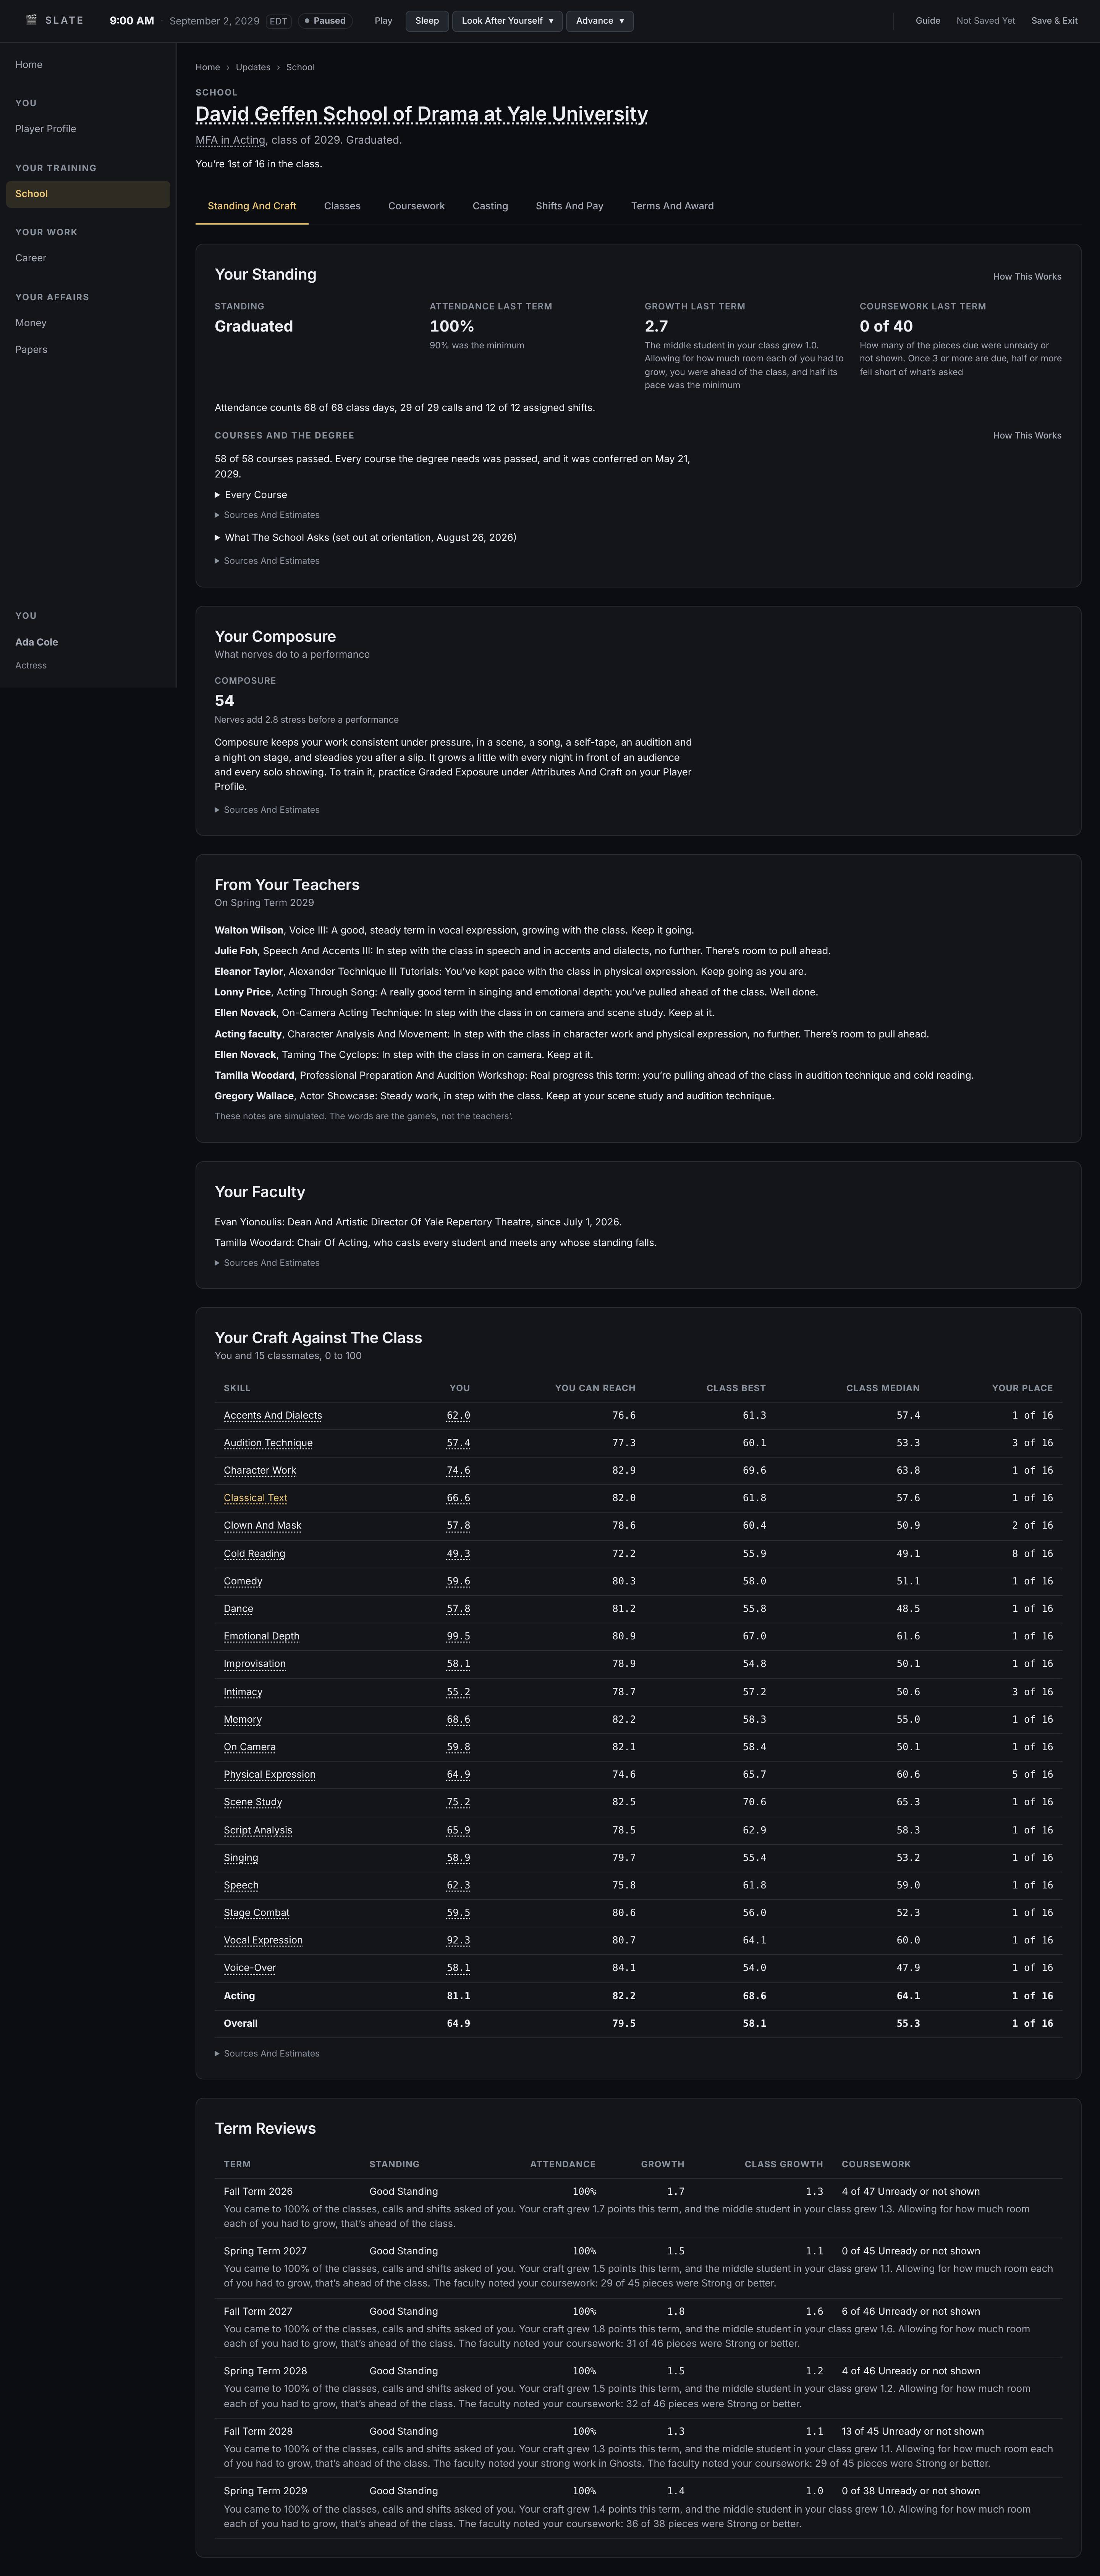 SLATE
9:00 AM · September 2, 2029 EDT Paused Play Sleep Look After Yourself ▾ Advance ▾ Guide Not Saved Yet Save & Exit
Home
YOU
Player Profile
YOUR TRAINING
School
YOUR WORK
Career
YOUR AFFAIRS
Money
Papers
YOU
Ada Cole
Actress
Home › Updates › School
SCHOOL
David Geffen School of Drama at Yale University
MFA in Acting, class of 2029. Graduated.
You're 1st of 16 in the class.
Standing And Craft Classes Coursework Casting Shifts And Pay Terms And Award
Your Standing
How This Works
STANDING
Graduated
ATTENDANCE LAST TERM
100%
90% was the minimum
GROWTH LAST TERM
2.7
The middle student in your class grew 1.0.
Allowing for how much room each of you had to
grow, you were ahead of the class, and half its
pace was the minimum
COURSEWORK LAST TERM
0 of 40
How many of the pieces due were unready or
not shown. Once 3 or more are due, half or more
fell short of what's asked
Attendance counts 68 of 68 class days, 29 of 29 calls and 12 of 12 assigned shifts.
COURSES AND THE DEGREE
How This Works
58 of 58 courses passed. Every course the degree needs was passed, and it was conferred on May 21,
2029.
▶ Every Course
▶ Sources And Estimates
▶ What The School Asks (set out at orientation, August 26, 2026)
▶ Sources And Estimates
Your Composure
What nerves do to a performance
COMPOSURE
54
Nerves add 2.8 stress before a performance
Composure keeps your work consistent under pressure, in a scene, a song, a self-tape, an audition and
a night on stage, and steadies you after a slip. It grows a little with every night in front of an audience
and every solo showing. To train it, practice Graded Exposure under Attributes And Craft on your Player
Profile.
▶ Sources And Estimates
From Your Teachers
On Spring Term 2029
Walton Wilson, Voice III: A good, steady term in vocal expression, growing with the class. Keep it going.
Julie Foh, Speech And Accents III: In step with the class in speech and in accents and dialects, no further. There's room to pull ahead.
Eleanor Taylor, Alexander Technique III Tutorials: You've kept pace with the class in physical expression. Keep going as you are.
Lonny Price, Acting Through Song: A really good term in singing and emotional depth: you've pulled ahead of the class. Well done.
Ellen Novack, On-Camera Acting Technique: In step with the class in on camera and scene study. Keep at it.
Acting faculty, Character Analysis And Movement: In step with the class in character work and physical expression, no further. There's room to pull ahead.
Ellen Novack, Taming The Cyclops: In step with the class in on camera. Keep at it.
Tamilla Woodard, Professional Preparation And Audition Workshop: Real progress this term: you're pulling ahead of the class in audition technique and cold reading.
Gregory Wallace, Actor Showcase: Steady work, in step with the class. Keep at your scene study and audition technique.
These notes are simulated. The words are the game's, not the teachers'.
Your Faculty
Evan Yionoulis: Dean And Artistic Director Of Yale Repertory Theatre, since July 1, 2026.
Tamilla Woodard: Chair Of Acting, who casts every student and meets any whose standing falls.
▶ Sources And Estimates
Your Craft Against The Class
You and 15 classmates, 0 to 100
SKILL YOU YOU CAN REACH CLASS BEST CLASS MEDIAN YOUR PLACE
Accents And Dialects 62.0 76.6 61.3 57.4 1 of 16
Audition Technique 57.4 77.3 60.1 53.3 3 of 16
Character Work 74.6 82.9 69.6 63.8 1 of 16
Classical Text 66.6 82.0 61.8 57.6 1 of 16
Clown And Mask 57.8 78.6 60.4 50.9 2 of 16
Cold Reading 49.3 72.2 55.9 49.1 8 of 16
Comedy 59.6 80.3 58.0 51.1 1 of 16
Dance 57.8 81.2 55.8 48.5 1 of 16
Emotional Depth 99.5 80.9 67.0 61.6 1 of 16
Improvisation 58.1 78.9 54.8 50.1 1 of 16
Intimacy 55.2 78.7 57.2 50.6 3 of 16
Memory 68.6 82.2 58.3 55.0 1 of 16
On Camera 59.8 82.1 58.4 50.1 1 of 16
Physical Expression 64.9 74.6 65.7 60.6 5 of 16
Scene Study 75.2 82.5 70.6 65.3 1 of 16
Script Analysis 65.9 78.5 62.9 58.3 1 of 16
Singing 58.9 79.7 55.4 53.2 1 of 16
Speech 62.3 75.8 61.8 59.0 1 of 16
Stage Combat 59.5 80.6 56.0 52.3 1 of 16
Vocal Expression 92.3 80.7 64.1 60.0 1 of 16
Voice-Over 58.1 84.1 54.0 47.9 1 of 16
Acting 81.1 82.2 68.6 64.1 1 of 16
Overall 64.9 79.5 58.1 55.3 1 of 16
▶ Sources And Estimates
Term Reviews
TERM STANDING ATTENDANCE GROWTH CLASS GROWTH COURSEWORK
Fall Term 2026 Good Standing 100% 1.7 1.3 4 of 47 Unready or not shown
You came to 100% of the classes, calls and shifts asked of you. Your craft grew 1.7 points this term, and the middle student in your class grew 1.3. Allowing for how much room
each of you had to grow, that's ahead of the class.
Spring Term 2027 Good Standing 100% 1.5 1.1 0 of 45 Unready or not shown
You came to 100% of the classes, calls and shifts asked of you. Your craft grew 1.5 points this term, and the middle student in your class grew 1.1. Allowing for how much room each
of you had to grow, that's ahead of the class. The faculty noted your coursework: 29 of 45 pieces were Strong or better.
Fall Term 2027 Good Standing 100% 1.8 1.6 6 of 46 Unready or not shown
You came to 100% of the classes, calls and shifts asked of you. Your craft grew 1.8 points this term, and the middle student in your class grew 1.6. Allowing for how much room
each of you had to grow, that's ahead of the class. The faculty noted your coursework: 31 of 46 pieces were Strong or better.
Spring Term 2028 Good Standing 100% 1.5 1.2 4 of 46 Unready or not shown
You came to 100% of the classes, calls and shifts asked of you. Your craft grew 1.5 points this term, and the middle student in your class grew 1.2. Allowing for how much room
each of you had to grow, that's ahead of the class. The faculty noted your coursework: 32 of 46 pieces were Strong or better.
Fall Term 2028 Good Standing 100% 1.3 1.1 13 of 45 Unready or not shown
You came to 100% of the classes, calls and shifts asked of you. Your craft grew 1.3 points this term, and the middle student in your class grew 1.1. Allowing for how much room each
of you had to grow, that's ahead of the class. The faculty noted your strong work in Ghosts. The faculty noted your coursework: 29 of 45 pieces were Strong or better.
Spring Term 2029 Good Standing 100% 1.4 1.0 0 of 38 Unready or not shown
You came to 100% of the classes, calls and shifts asked of you. Your craft grew 1.4 points this term, and the middle student in your class grew 1.0. Allowing for how much room
each of you had to grow, that's ahead of the class. The faculty noted your coursework: 36 of 38 pieces were Strong or better.